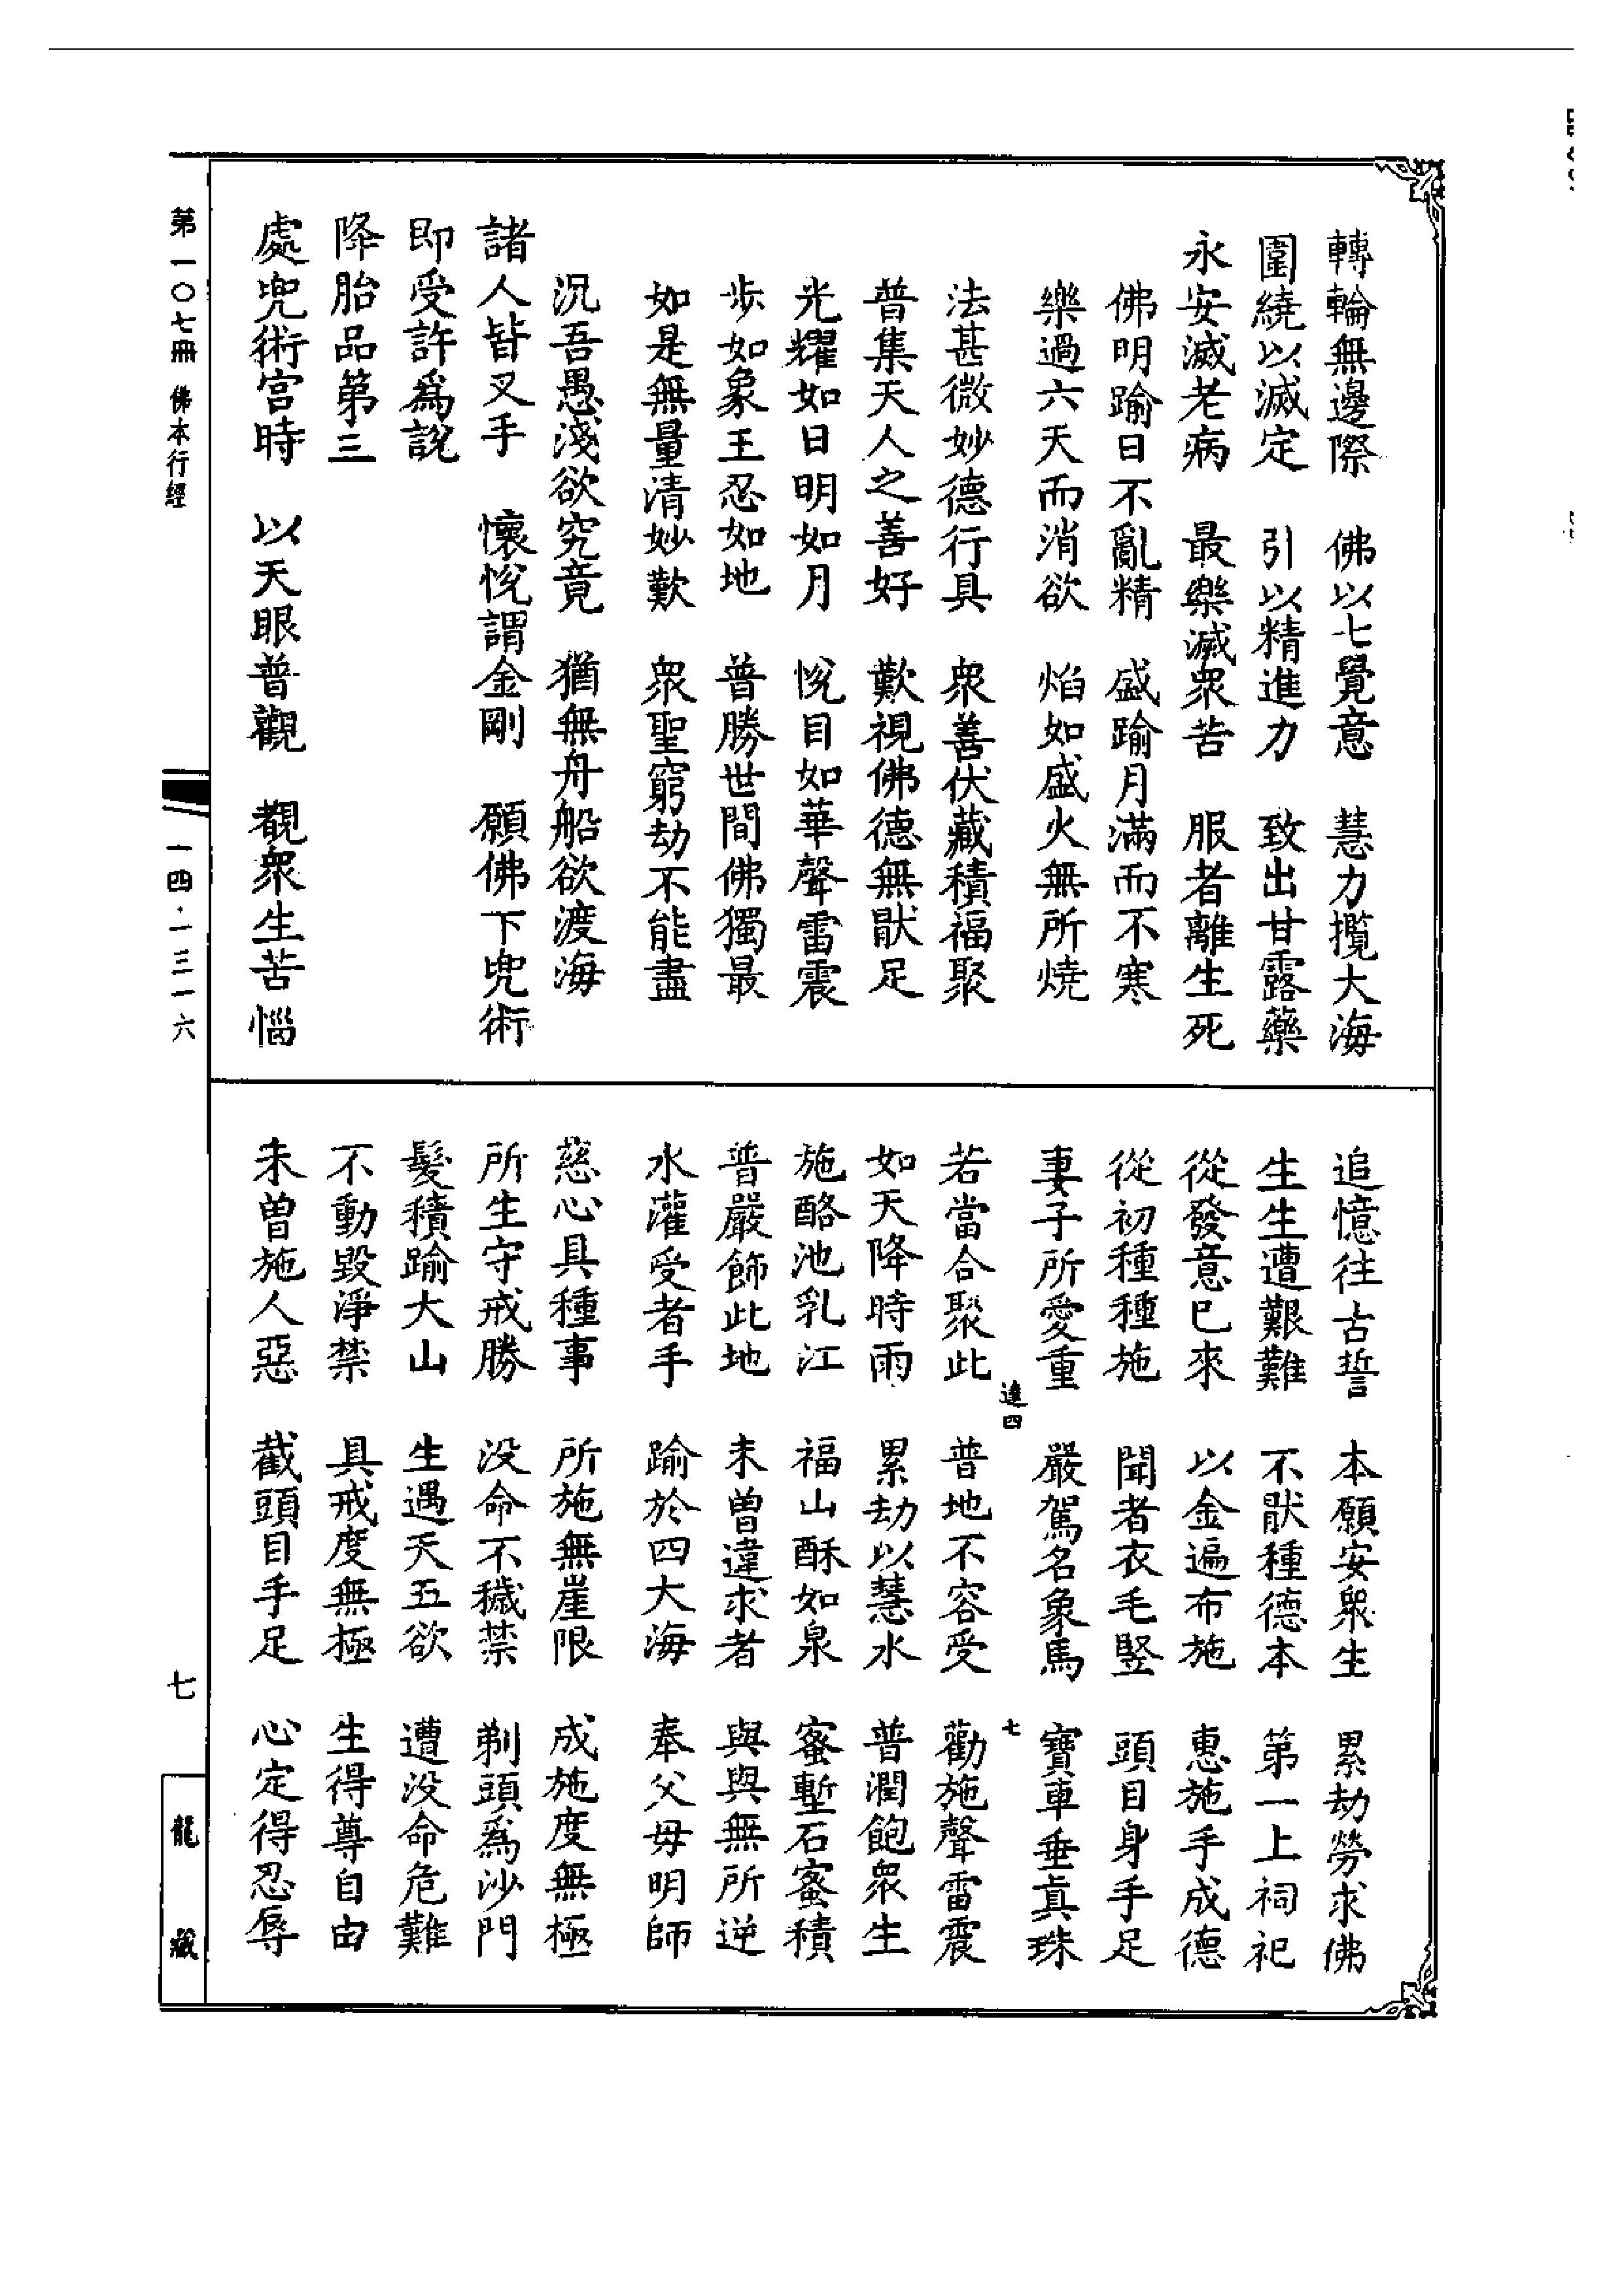 轉輪無邊際　佛以七覺意　慧力攬大海
圍繞以滅定　引以精進力　致出甘露藥
永安滅老病　最樂滅衆苦　服者離生死
佛明踰日不亂精　盛踰月滿而不寒
樂過六天而消欲　焰如盛火無所燒
法甚微妙德行具　衆善伏藏積福聚
普集天人之善好　歎視佛德無猒足
光耀如日明如月　悅目如華聲雷震
步如象王忍如地　普勝世間佛獨最
如是無量清妙歎　衆聖窮劫不能盡
況吾愚淺欲究竟　猶無舟船欲渡海
諸人皆叉手　懷悅謂金剛　願佛下兜術
即受許爲說
降胎品第三
處兜術宮時　以天眼普觀　覩衆生苦惱
追憶往古誓　本願安衆生　累劫勞求佛
生生遭艱難　不猒種德本　第一上祠祀
從發意已來　以金遍布施　惠施手成德
從初種種施　聞者衣毛竪　頭目身手足
妻子所愛重　嚴駕名象馬　寶車垂真珠
達四　七
若當合聚此　普地不容受　勸施聲雷震
如天降時雨　累劫以慧水　普潤飽衆生
施酪池乳江　福山酥如泉　蜜塹石蜜積
普嚴飾此地　未曾違求者　與與無所逆
水灌受者手　踰於四大海　奉父母明師
慈心具種事　所施無崖限　成施度無極
所生守戒勝　没命不穢禁　剃頭爲沙門
髮積踰大山　生遇天五欲　遭没命危難
不動毀淨禁　具戒度無極　生得尊自由
未曾施人惡　截頭目手足　心定得忍辱
第一〇七冊　佛本行經
一四·一三一六
七
龍藏